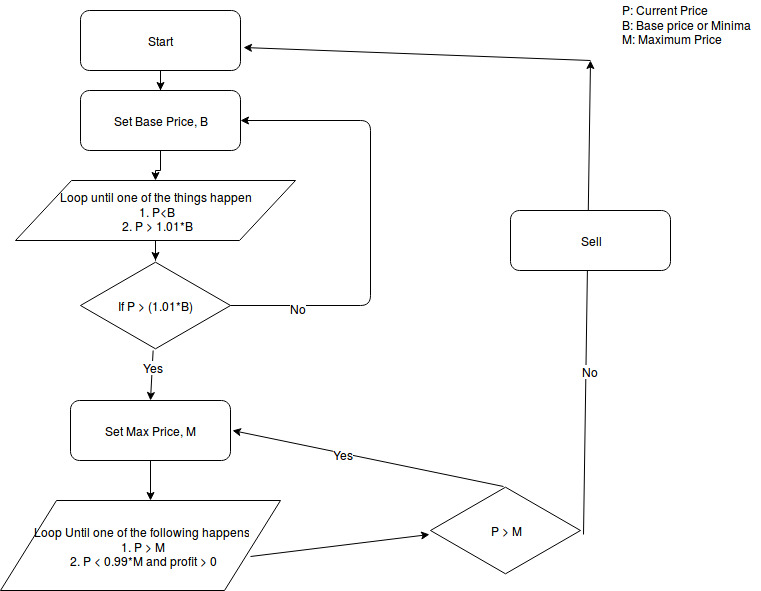 P: Current Price
B: Base price or Minima
M: Maximum Price
Start
Set Base Price, B
Loop until one of the things happen
1. P<B
2. P > 1.01*B
If P > (1.01*B)
No
Yes
Set Max Price, M
Loop Until one of the following happens
1. P > M
2. P < 0.99*M and profit > 0
P > M
Yes
No
Sell